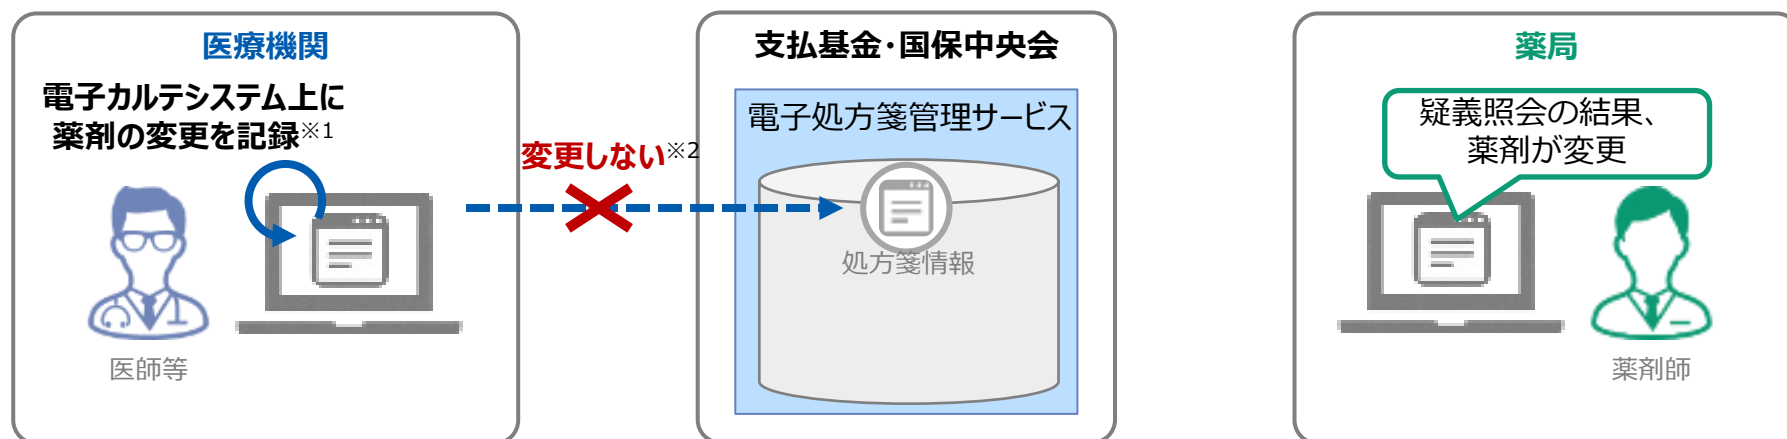 医療機関
電子カルテシステム上に
薬剤の変更を記録※1
医師等
変更しない※2
支払基金・国保中央会
電子処方箋管理サービス
処方箋情報
薬局
疑義照会の結果、
薬剤が変更
薬剤師